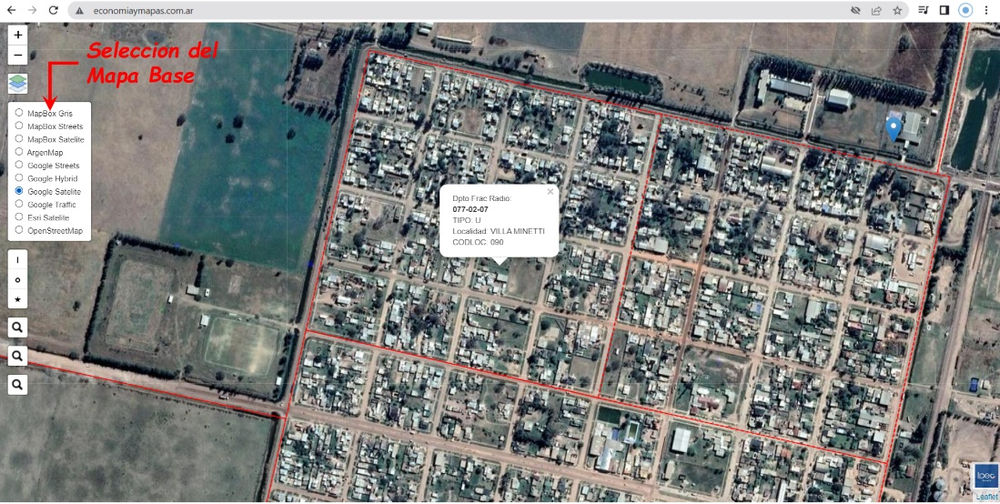 economiaymapas.com.ar
Seleccion del
Mapa Base
MapBox Gris
MapBox Streets
MapBox Satelite
ArgenMap
Google Streets
Google Hybrid
Google Satelite
Google Traffic
Esri Satelite
OpenStreetMap
Dpto Frac Radio:
077-02-07
TIPO: U
Localidad: VILLA MINETTI
CODLOC: 090
ipec
Leaflet